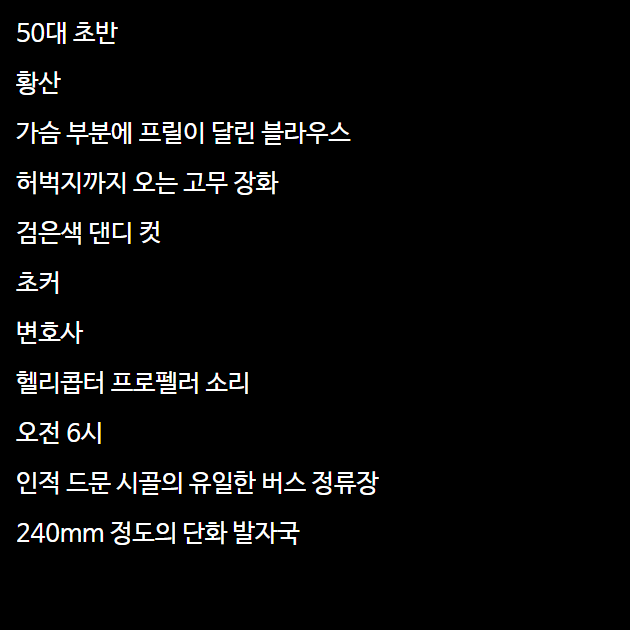 50대 초반
황산
가슴 부분에 프릴이 달린 블라우스
허벅지까지 오는 고무 장화
검은색 댄디 컷
초커
변호사
헬리콥터 프로펠러 소리
오전 6시
인적 드문 시골의 유일한 버스 정류장
240mm 정도의 단화 발자국